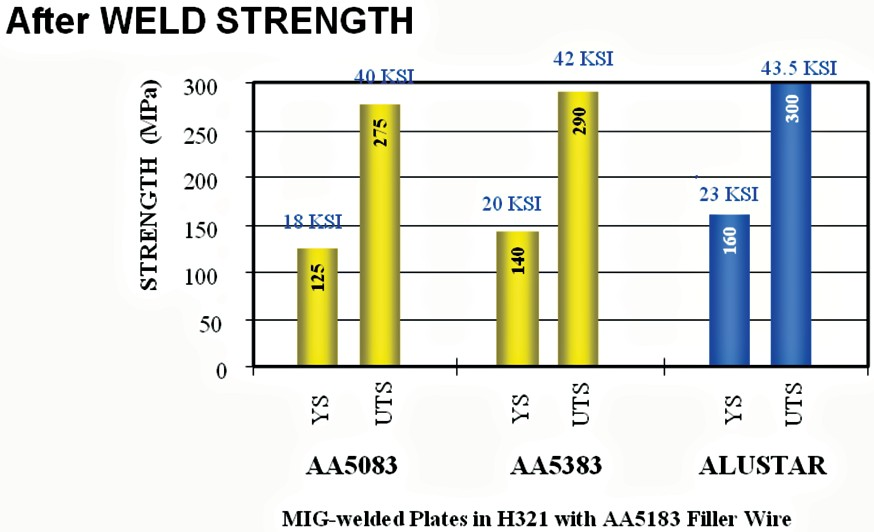 After WELD STRENGTH
40 KSI
42 KSI
43.5 KSI
STRENGTH (MPa)
300
250
200
150
100
50
0
18 KSI
20 KSI
23 KSI
125
275
140
290
160
300
YS
UTS
YS
UTS
YS
UTS
AA5083
AA5383
ALUSTAR
MIG-welded Plates in H321 with AA5183 Filler Wire